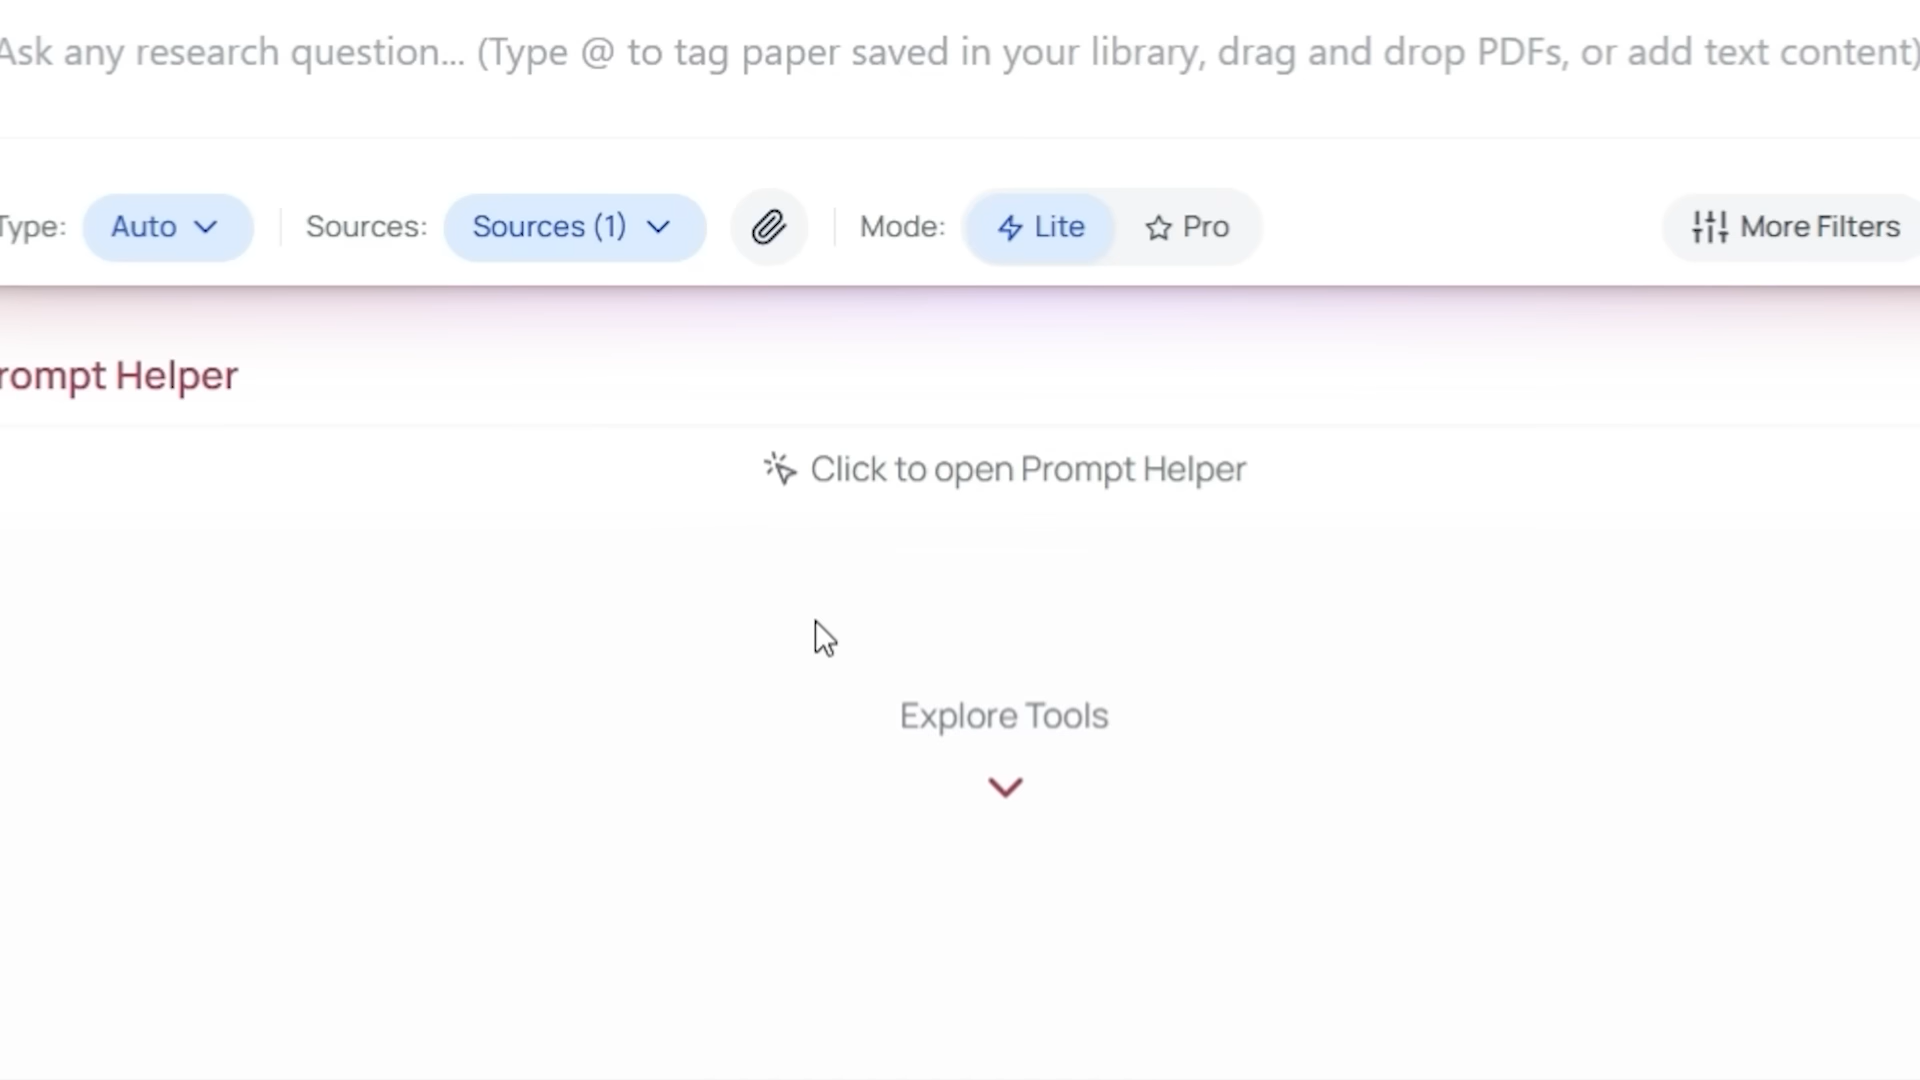 Ask any research question... (Type @ to tag paper saved in your library, drag and drop PDFs, or add text content)
Type: Auto Sources: Sources (1) Mode: Lite Pro More Filters
rompt Helper
Click to open Prompt Helper
Explore Tools